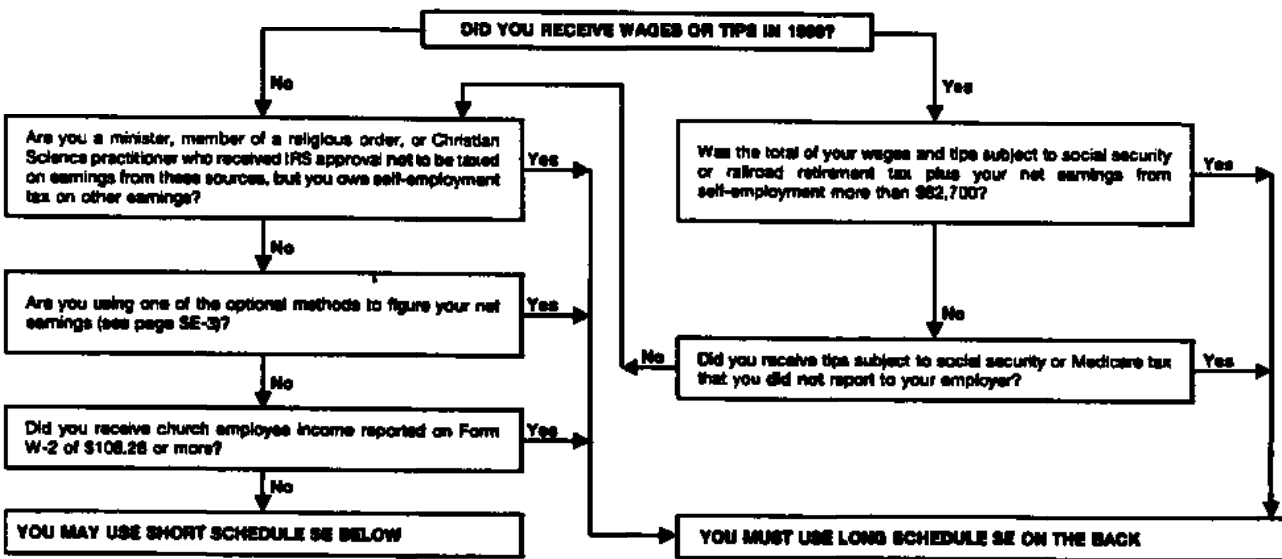 DID YOU RECEIVE WAGES OR TIPS IN 1996?
No
Yes
Are you a minister, member of a religious order, or Christian
Science practitioner who received IRS approval not to be taxed
on earnings from these sources, but you owe self-employment
tax on other earnings?
Yes
Was the total of your wages and tips subject to social security
or railroad retirement tax plus your net earnings from
self-employment more than $62,700?
Yes
No
Are you using one of the optional methods to figure your net
earnings (see page SE-3)?
Yes
No
No
Did you receive tips subject to social security or Medicare tax
that you did not report to your employer?
Yes
No
Did you receive church employee income reported on Form
W-2 of $108.28 or more?
Yes
No
YOU MAY USE SHORT SCHEDULE SE BELOW
YOU MUST USE LONG SCHEDULE SE ON THE BACK